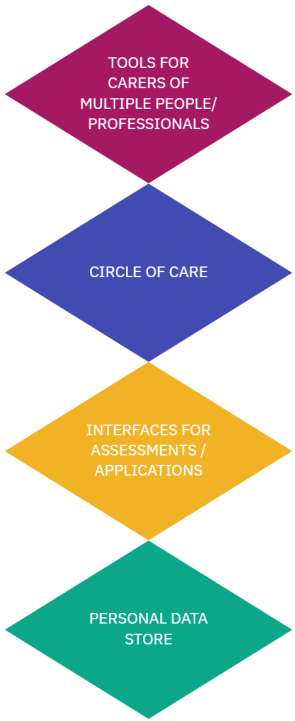 TOOLS FOR
CARERS OF
MULTIPLE PEOPLE/
PROFESSIONALS
CIRCLE OF CARE
INTERFACES FOR
ASSESSMENTS /
APPLICATIONS
PERSONAL DATA
STORE